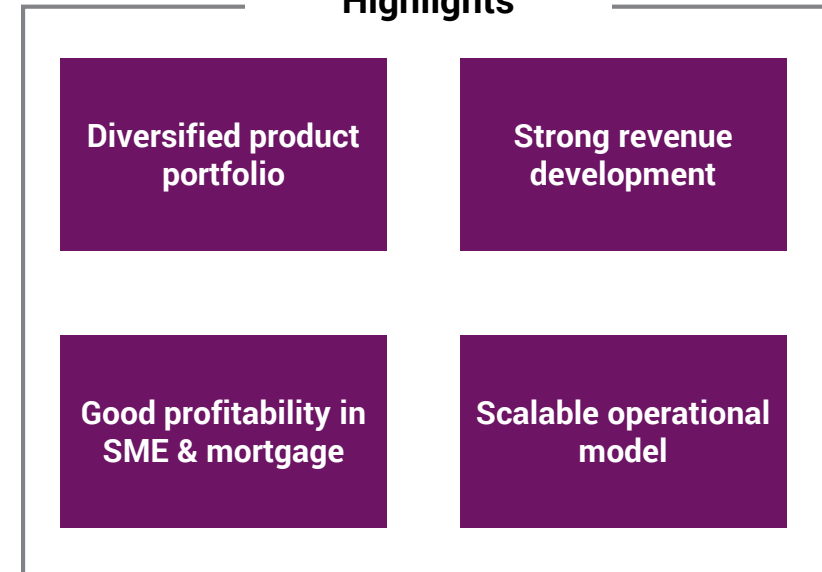 Highlights
Diversified product
portfolio
Strong revenue
development
Good profitability in
SME & mortgage
Scalable operational
model